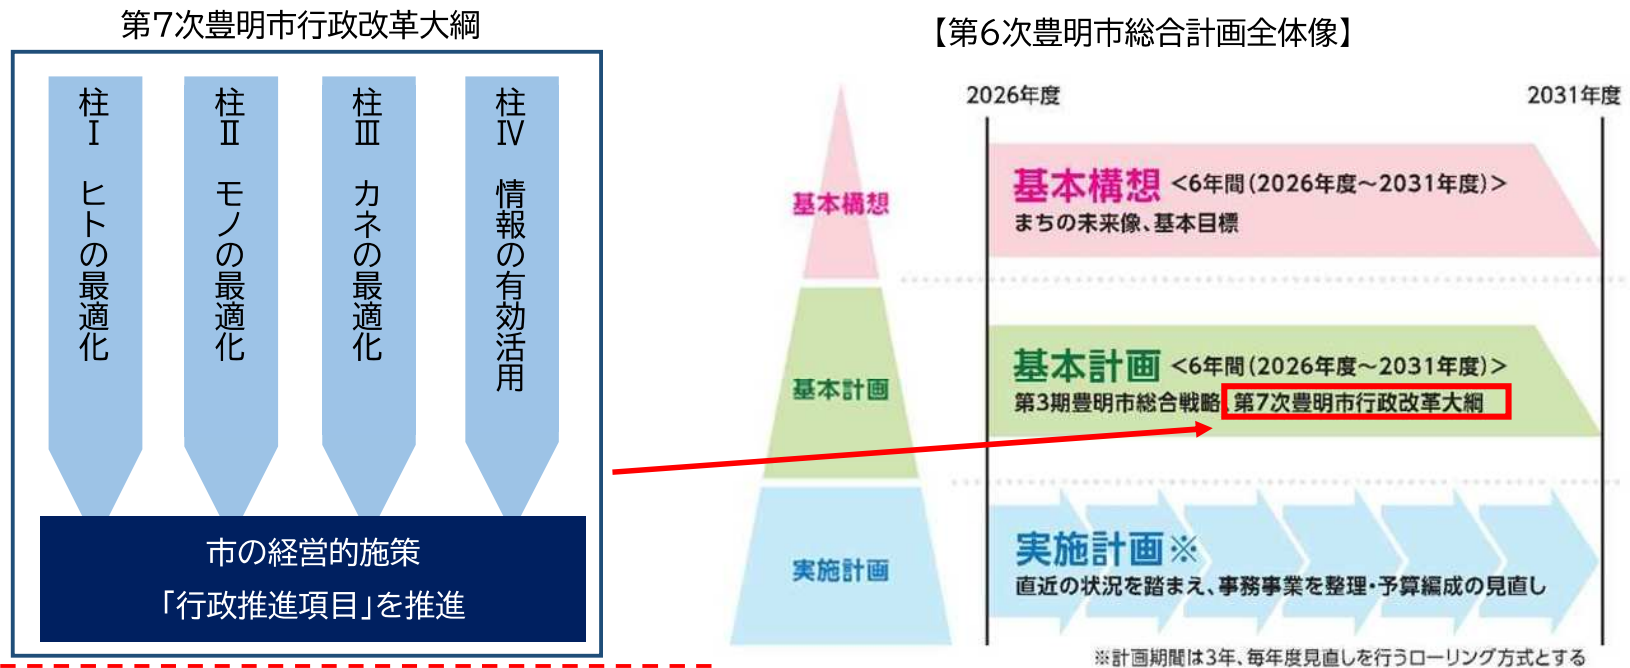 第7次豊明市行政改革大綱
柱Ⅰ ヒトの最適化
柱Ⅱ モノの最適化
柱Ⅲ カネの最適化
柱Ⅳ 情報の有効活用
市の経営的施策
「行政推進項目」を推進
【第6次豊明市総合計画全体像】
2026年度
2031年度
基本構想
基本構想 <6年間(2026年度~2031年度)>
まちの未来像、基本目標
基本計画
基本計画 <6年間(2026年度~2031年度)>
第3期豊明市総合戦略、第7次豊明市行政改革大綱
実施計画
実施計画※
直近の状況を踏まえ、事務事業を整理・予算編成の見直し
※計画期間は3年、毎年度見直しを行うローリング方式とする